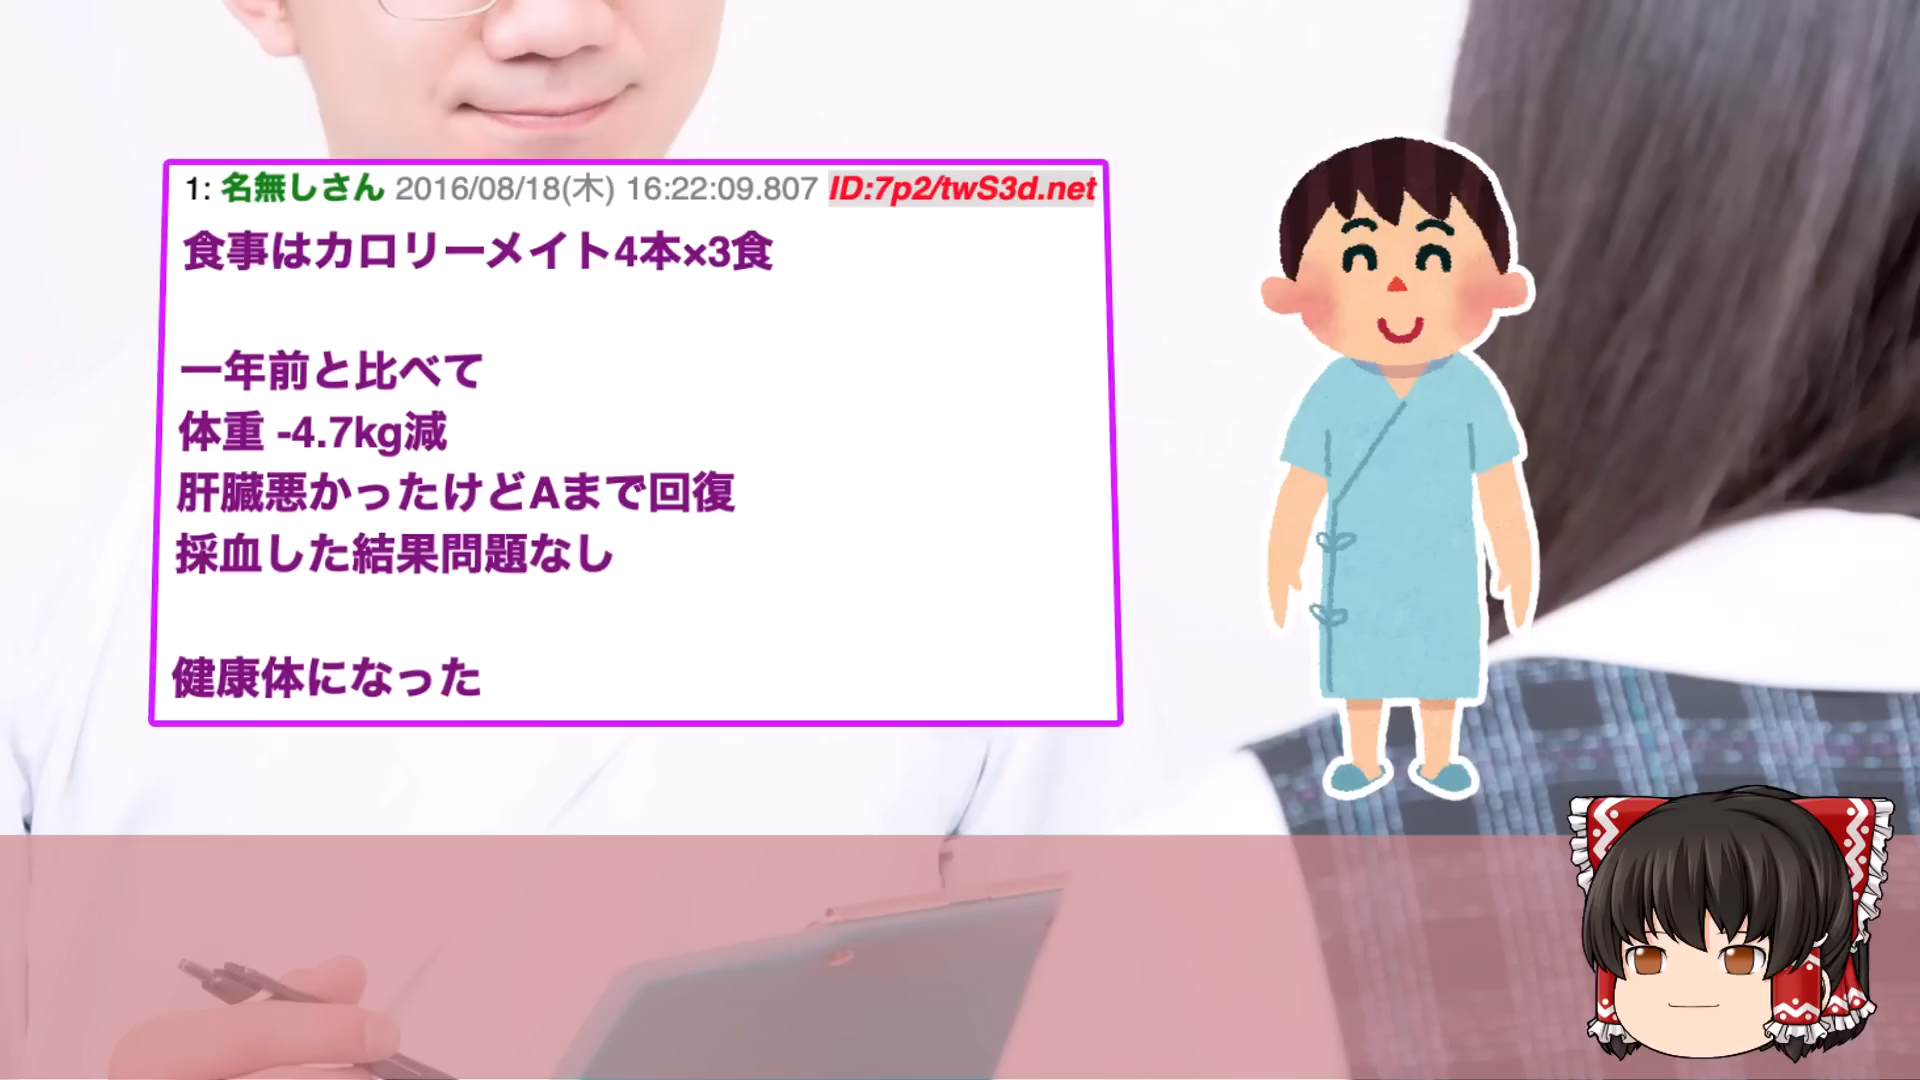 1: 名無しさん 2016/08/18(木) 16:22:09.807 ID:7p2/twS3d.net
食事はカロリーメイト4本×3食
一年前と比べて
体重 -4.7kg減
肝臓悪かったけどAまで回復
採血した結果問題なし
健康体になった